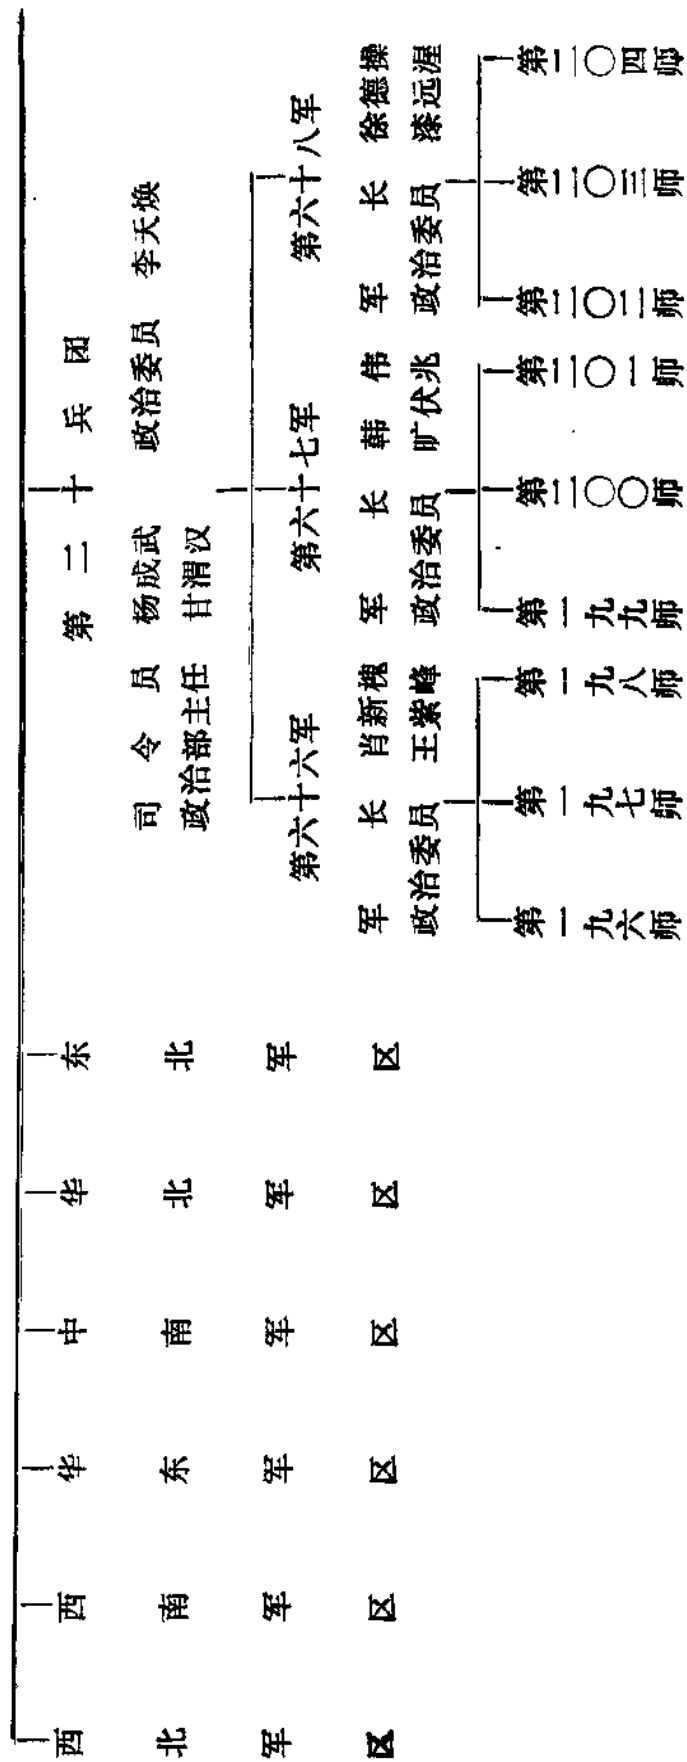 西北军区
西南军区
华东军区
中南军区
华北军区
东北军区
第二十兵团
司令员 杨成武 政治委员 李天焕
政治部主任 甘渭汉
第六十六军
军长 肖新槐
政治委员 王紫峰
第一九六师
第一九七师
第一九八师
第六十七军
军长 韩伟
政治委员 旷伏兆
第一九九师
第二〇〇师
第二〇一师
第六十八军
军长 徐德操
政治委员 漆远渥
第二〇二师
第二〇三师
第二〇四师